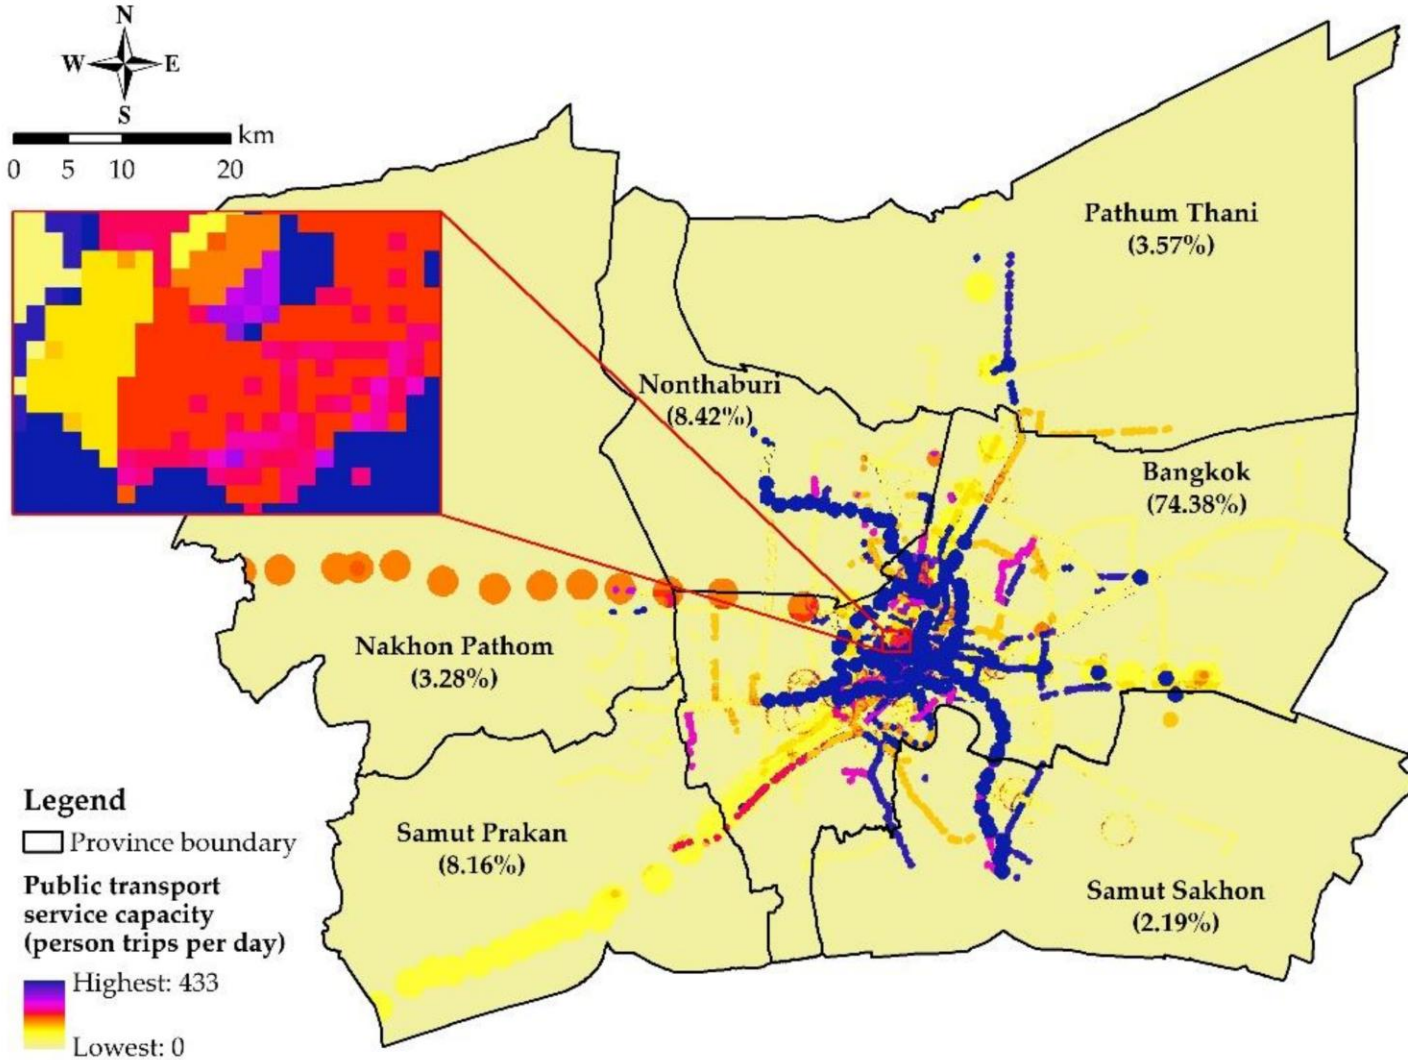 N
W E
S
km
0 5 10 20
Pathum Thani
(3.57%)
Nonthaburi
(8.42%)
Bangkok
(74.38%)
Nakhon Pathom
(3.28%)
Samut Prakan
(8.16%)
Samut Sakhon
(2.19%)
Legend
Province boundary
Public transport
service capacity
(person trips per day)
Highest: 433
Lowest: 0